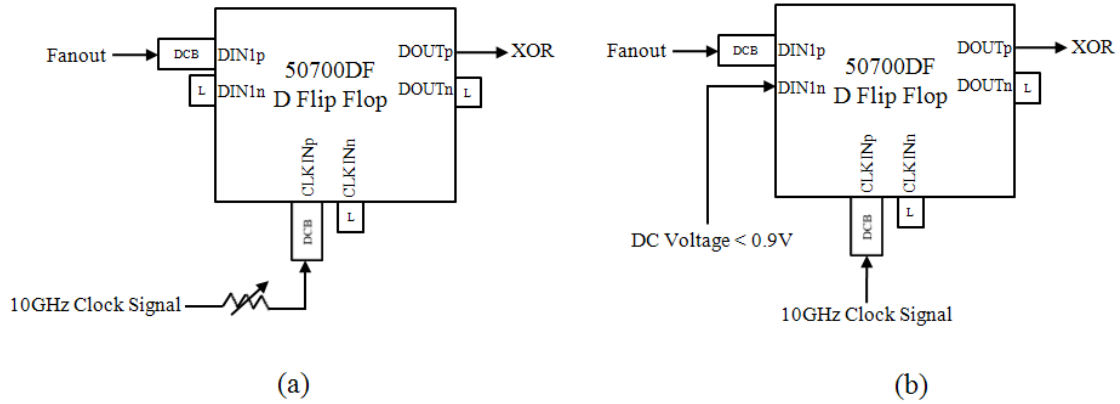 Fanout
DCB
DIN1p
DOUTp
XOR
50700DF
L
DIN1n
D Flip Flop
DOUTn
L
CLKINp
CLKINn
DCB
L
10GHz Clock Signal
(a)
Fanout
DCB
DIN1p
DOUTp
XOR
50700DF
DIN1n
D Flip Flop
DOUTn
L
CLKINp
CLKINn
DCB
L
DC Voltage < 0.9V
10GHz Clock Signal
(b)